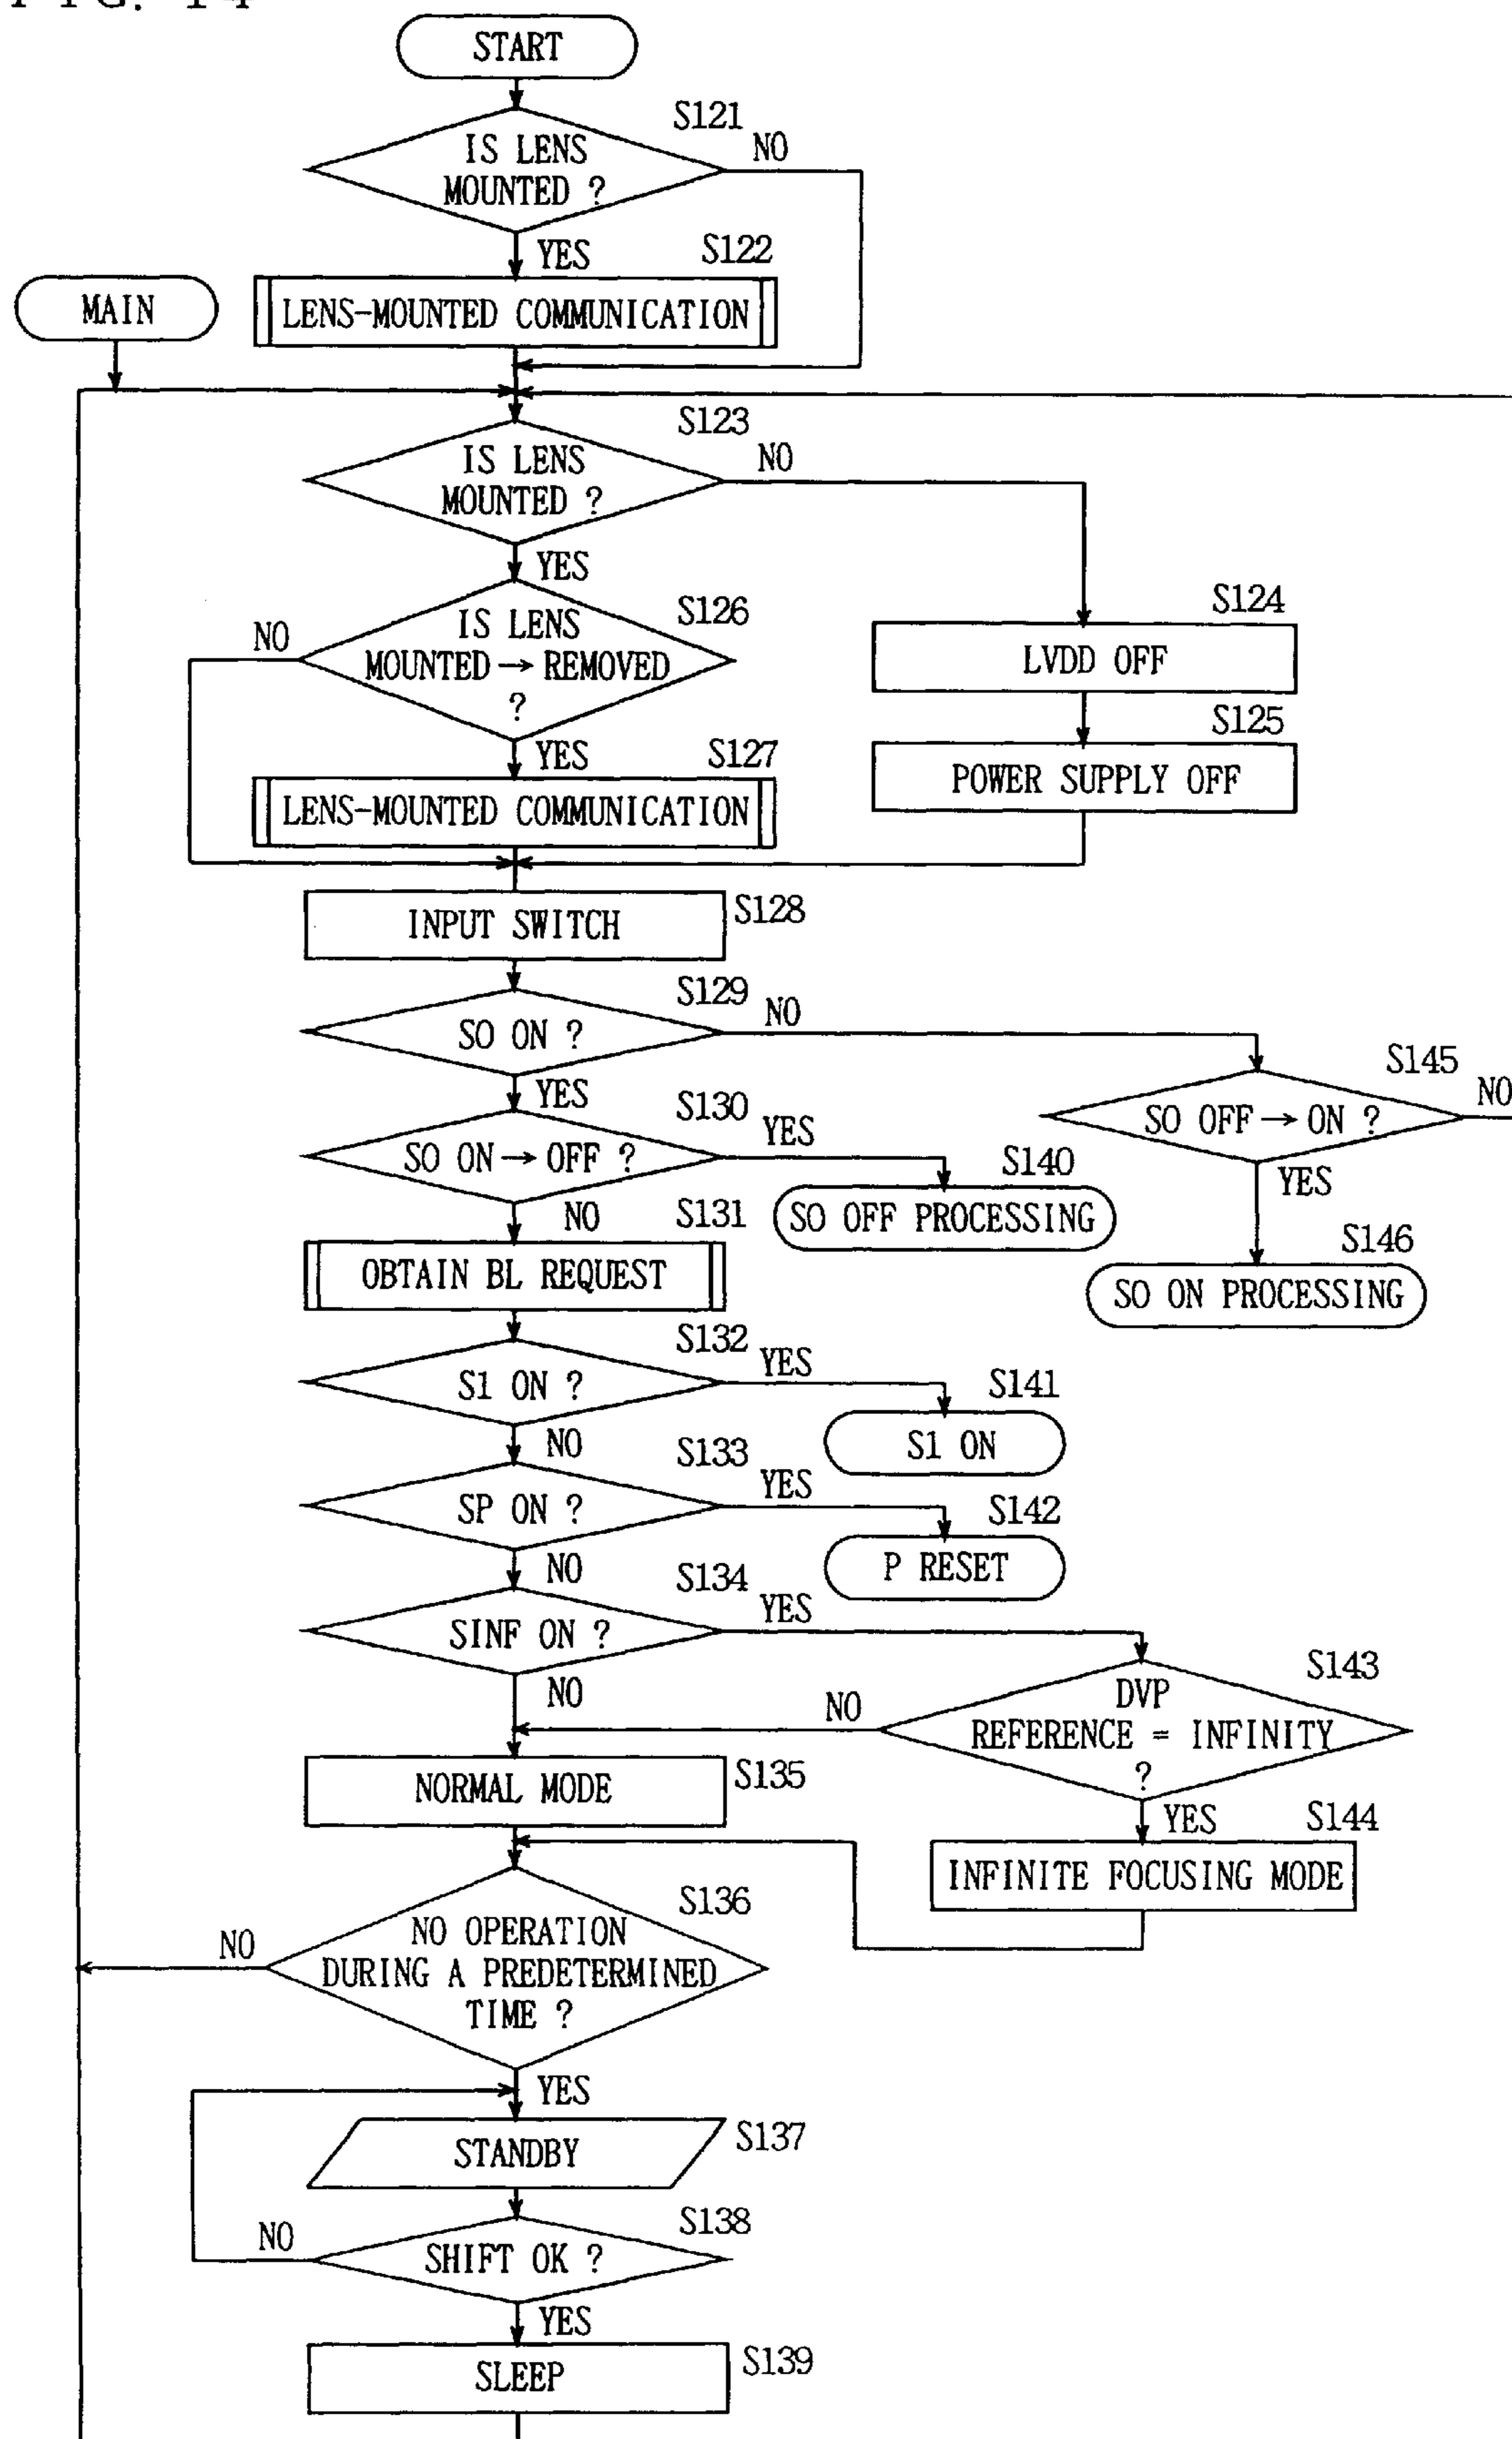 FIG. 14
START
S121
IS LENS
MOUNTED ?
NO
YES
S122
LENS-MOUNTED COMMUNICATION
MAIN
S123
IS LENS
MOUNTED ?
NO
YES
S126
IS LENS
MOUNTED → REMOVED
?
NO
YES
S124
LVDD OFF
S125
POWER SUPPLY OFF
S127
LENS-MOUNTED COMMUNICATION
INPUT SWITCH
S128
S129
SO ON ?
NO
YES
S145
SO OFF → ON ?
NO
YES
S146
SO ON PROCESSING
S130
SO ON → OFF ?
YES
NO
S140
SO OFF PROCESSING
S131
OBTAIN BL REQUEST
S132
S1 ON ?
YES
NO
S141
S1 ON
S133
SP ON ?
YES
NO
S142
P RESET
S134
SINF ON ?
YES
NO
S143
DVP
REFERENCE = INFINITY
?
NO
YES
S144
INFINITE FOCUSING MODE
NORMAL MODE
S135
S136
NO OPERATION
DURING A PREDETERMINED
TIME ?
NO
YES
STANDBY
S137
S138
SHIFT OK ?
NO
YES
SLEEP
S139